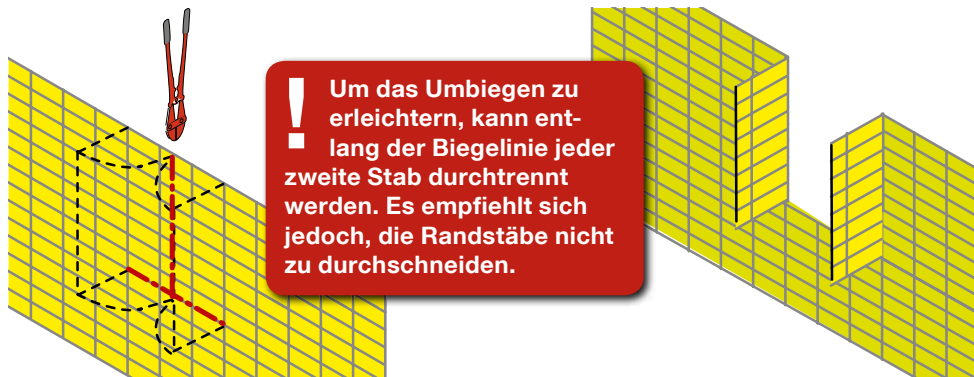 ! Um das Umbiegen zu
erleichtern, kann ent-
lang der Biegelinie jeder
zweite Stab durchtrennt
werden. Es empfiehlt sich
jedoch, die Randstäbe nicht
zu durchschneiden.